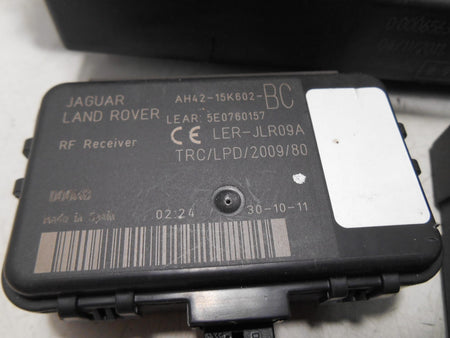 JAGUAR
LAND ROVER
RF Receiver
AH42-15K602-BC
LEAR: 5E0760157
CE LER-JLR09A
TRC/LPD/2009/80
Made in Spain
02:24
30-10-11